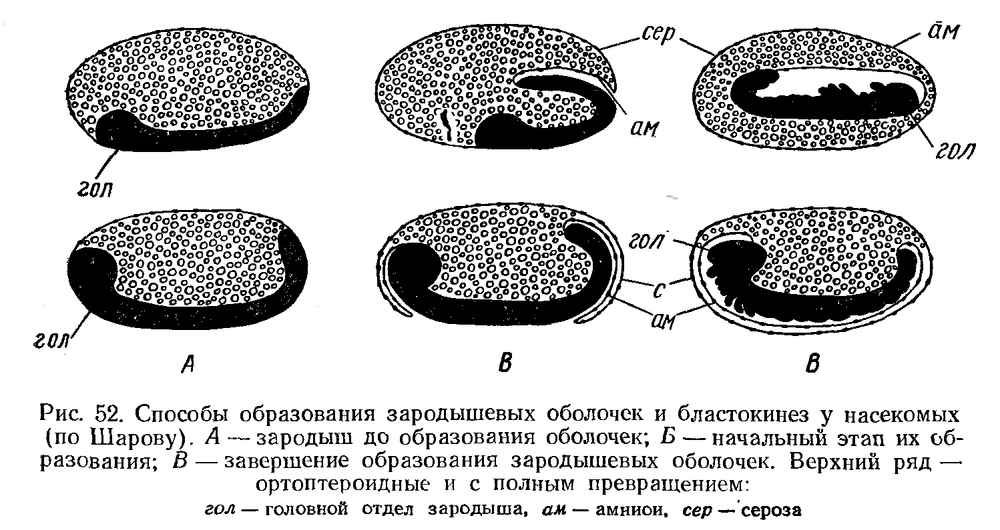 сер
ам
ам
гол
гол
гол
с
ам
гол
А В В
Рис. 52. Способы образования зародышевых оболочек и бластокинез у насекомых
(по Шарову). А — зародыш до образования оболочек; Б — начальный этап их об-
разования; В — завершение образования зародышевых оболочек. Верхний ряд —
ортоптероидные и с полным превращением:
гол — головной отдел зародыша, ам — амниои, сер — сероза